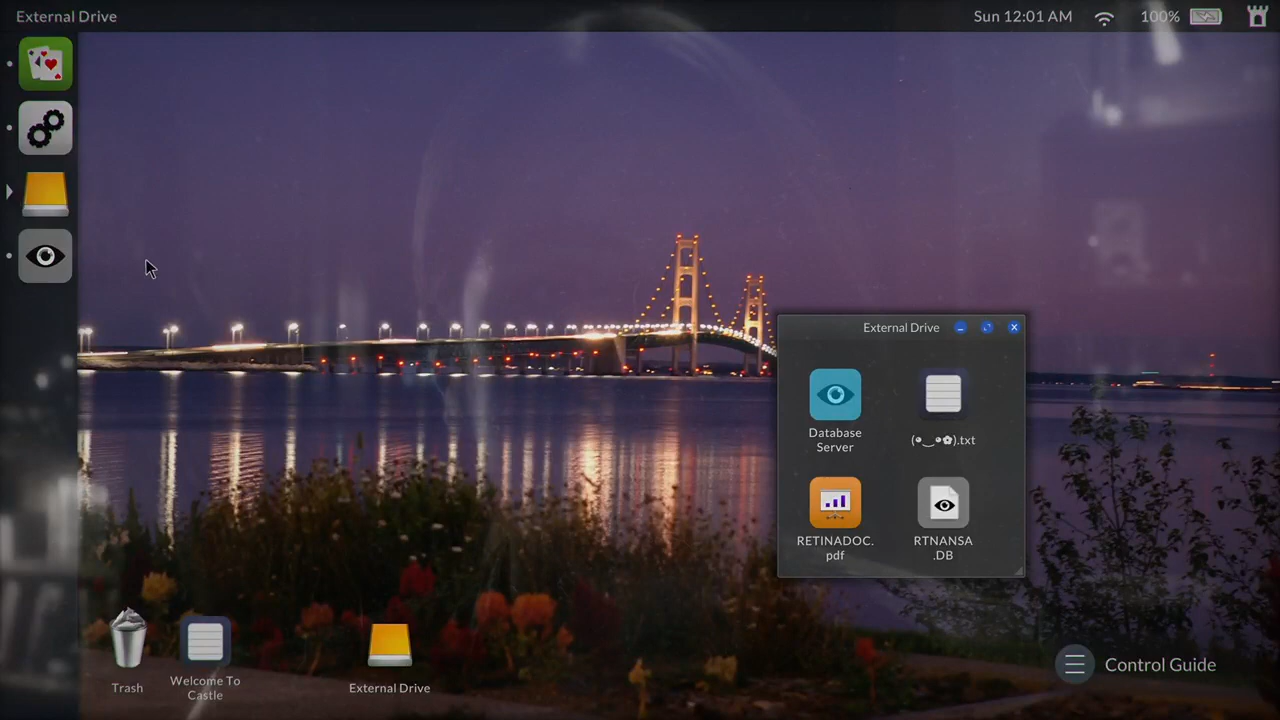 External Drive
Sun 12:01 AM
100%
External Drive
Database
Server
(•‿•✿).txt
RETINADOC.
pdf
RTNANSA
.DB
Trash
Welcome To
Castle
External Drive
Control Guide